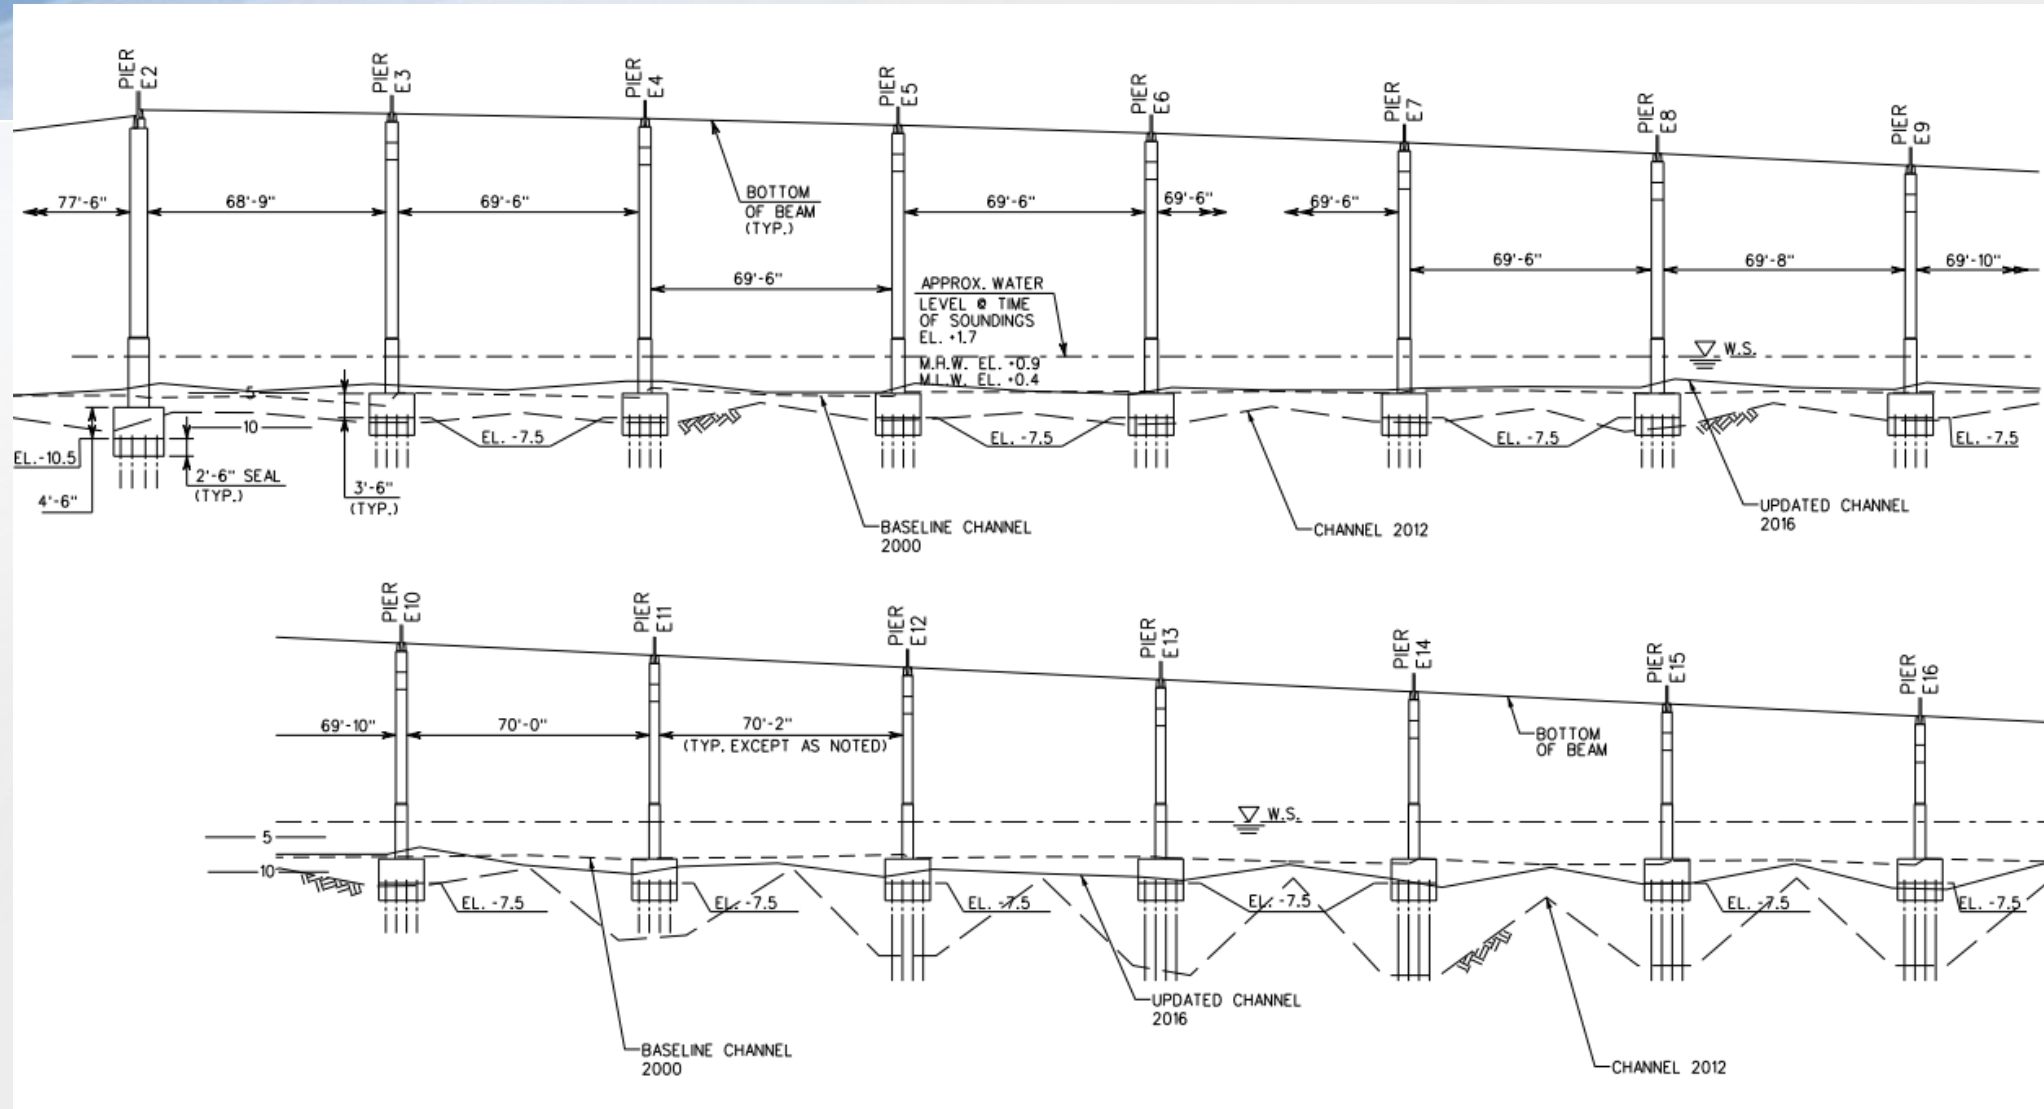 PIER
E2
PIER
E3
PIER
E4
PIER
E5
PIER
E6
PIER
E7
PIER
E8
PIER
E9
77'-6"
68'-9"
69'-6"
BOTTOM
OF BEAM
(TYP.)
69'-6"
69'-6"
69'-6"
69'-6"
69'-6"
69'-8"
69'-10"
APPROX. WATER
LEVEL @ TIME
OF SOUNDINGS
EL. +1.7
M.H.W. EL. +0.9
M.L.W. EL. +0.4
W.S.
5
10
EL.-10.5
4'-6"
2'-6" SEAL
(TYP.)
3'-6"
(TYP.)
EL. -7.5
EL. -7.5
EL. -7.5
EL. -7.5
BASELINE CHANNEL
2000
CHANNEL 2012
UPDATED CHANNEL
2016
PIER
E10
PIER
E11
PIER
E12
PIER
E13
PIER
E14
PIER
E15
PIER
E16
69'-10"
70'-0"
70'-2"
(TYP. EXCEPT AS NOTED)
BOTTOM
OF BEAM
W.S.
5
10
EL. -7.5
EL. -7.5
EL. -7.5
EL. -7.5
EL. -7.5
EL. -7.5
UPDATED CHANNEL
2016
BASELINE CHANNEL
2000
CHANNEL 2012